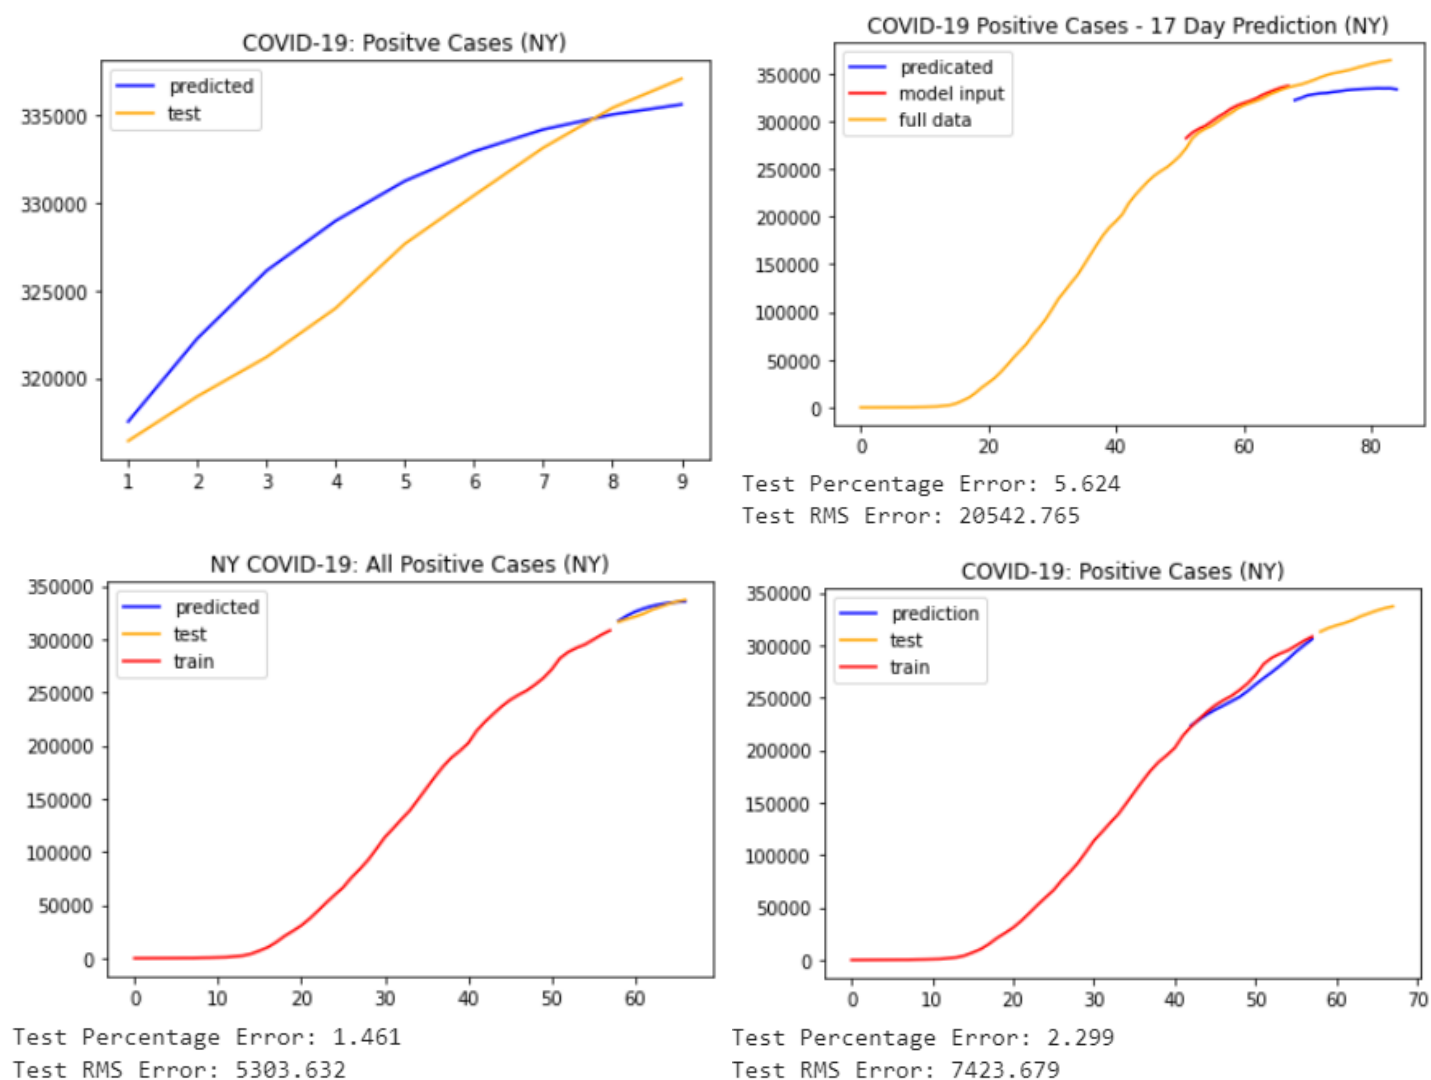 COVID-19: Positve Cases (NY)
predicted
test
335000
330000
325000
320000
1 2 3 4 5 6 7 8 9
COVID-19 Positive Cases - 17 Day Prediction (NY)
predicated
model input
full data
350000
300000
250000
200000
150000
100000
50000
0
0 20 40 60 80
Test Percentage Error: 5.624
Test RMS Error: 20542.765
NY COVID-19: All Positive Cases (NY)
predicted
test
train
350000
300000
250000
200000
150000
100000
50000
0
0 10 20 30 40 50 60
Test Percentage Error: 1.461
Test RMS Error: 5303.632
COVID-19: Positive Cases (NY)
prediction
test
train
350000
300000
250000
200000
150000
100000
50000
0
0 10 20 30 40 50 60 70
Test Percentage Error: 2.299
Test RMS Error: 7423.679